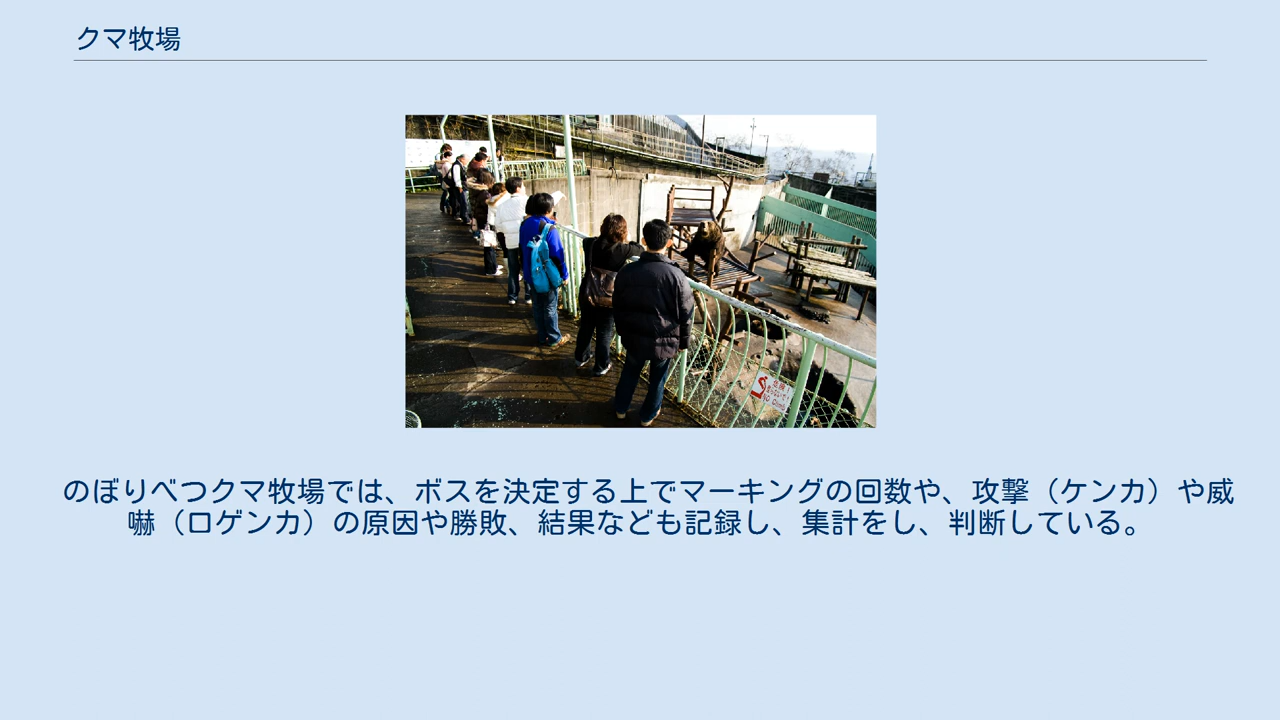 クマ牧場
のぼりべつクマ牧場では、ボスを決定する上でマーキングの回数や、攻撃（ケンカ）や威
嚇（口ゲンカ）の原因や勝敗、結果なども記録し、集計をし、判断している。